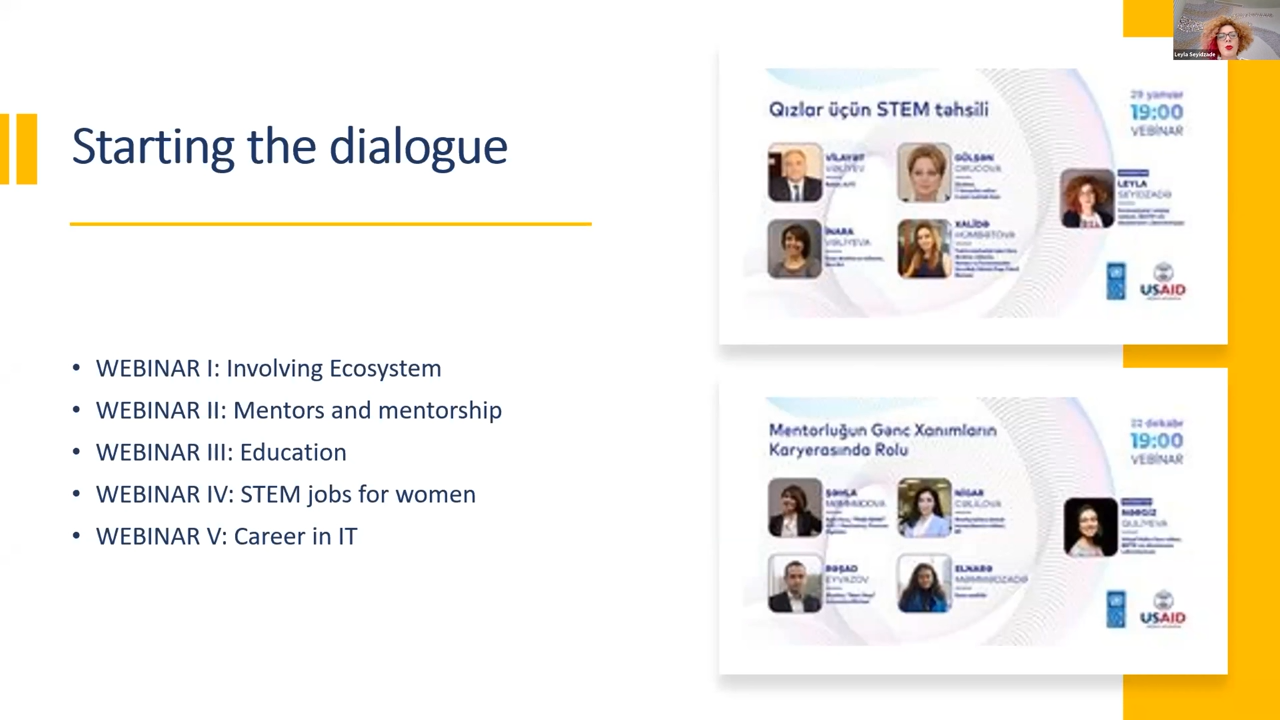 Starting the dialogue
• WEBINAR I: Involving Ecosystem
• WEBINAR II: Mentors and mentorship
• WEBINAR III: Education
• WEBINAR IV: STEM jobs for women
• WEBINAR V: Career in IT
Leyla Seyidzade
Qızlar üçün STEM təhsili
29 yanvar
19:00
VEBİNAR
VİLAYƏT
VƏLİYEV
GÜLŞƏN
ORUCOVA
LEYLA
SEYİDZADƏ
İNARA
VƏLİYEVA
XALİDƏ
HÜMBƏTOVA
USAID
Mentorluğun Gənc Xanımların
Karyerasında Rolu
22 dekabr
19:00
VEBİNAR
ŞƏHLA
MƏMMƏDOVA
NİGAR
CƏLİLOVA
NƏRGİZ
QULİYEVA
RƏŞAD
EYVAZOV
ELNARƏ
MƏMMƏDZADƏ
USAID